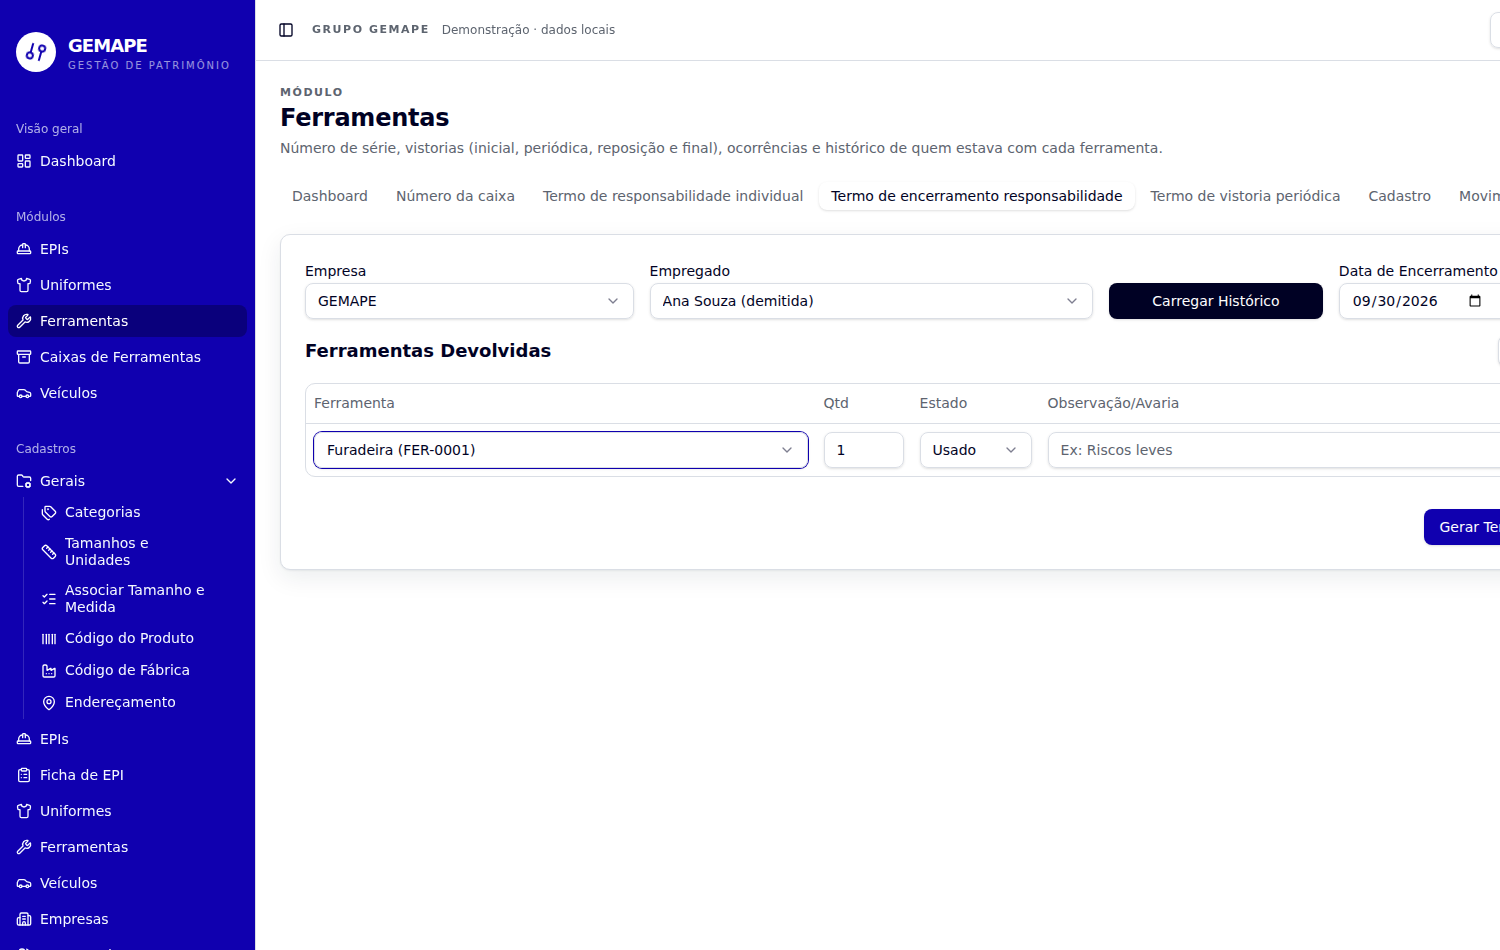 GEMAPE
GESTÃO DE PATRIMÔNIO
Visão geral
Dashboard
Módulos
EPIs
Uniformes
Ferramentas
Caixas de Ferramentas
Veículos
Cadastros
Gerais
Categorias
Tamanhos e
Unidades
Associar Tamanho e
Medida
Código do Produto
Código de Fábrica
Endereçamento
EPIs
Ficha de EPI
Uniformes
Ferramentas
Veículos
Empresas
GRUPO GEMAPE Demonstração · dados locais
MÓDULO
Ferramentas
Número de série, vistorias (inicial, periódica, reposição e final), ocorrências e histórico de quem estava com cada ferramenta.
Dashboard Número da caixa Termo de responsabilidade individual Termo de encerramento responsabilidade Termo de vistoria periódica Cadastro Movim
Empresa Empregado Data de Encerramento
GEMAPE Ana Souza (demitida) Carregar Histórico 09/30/2026
Ferramentas Devolvidas
Ferramenta Qtd Estado Observação/Avaria
Furadeira (FER-0001) 1 Usado Ex: Riscos leves
Gerar Ter